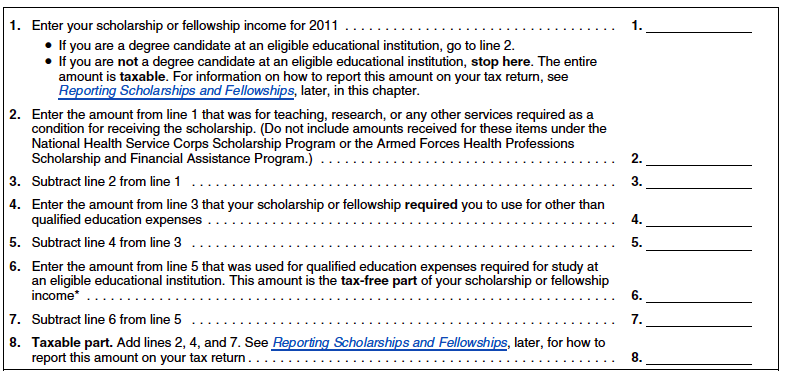 1. Enter your scholarship or fellowship income for 2011 . . . . . . . . . . . . . . . . . . . . . . . . . . . . . . . . . . 1.
• If you are a degree candidate at an eligible educational institution, go to line 2.
• If you are not a degree candidate at an eligible educational institution, stop here. The entire
amount is taxable. For information on how to report this amount on your tax return, see
Reporting Scholarships and Fellowships, later, in this chapter.
2. Enter the amount from line 1 that was for teaching, research, or any other services required as a
condition for receiving the scholarship. (Do not include amounts received for these items under the
National Health Service Corps Scholarship Program or the Armed Forces Health Professions
Scholarship and Financial Assistance Program.) . . . . . . . . . . . . . . . . . . . . . . . . . . . . . . . . . . . . . 2.
3. Subtract line 2 from line 1 . . . . . . . . . . . . . . . . . . . . . . . . . . . . . . . . . . . . . . . . . . . . . . . . . . . . . 3.
4. Enter the amount from line 3 that your scholarship or fellowship required you to use for other than
qualified education expenses . . . . . . . . . . . . . . . . . . . . . . . . . . . . . . . . . . . . . . . . . . . . . . . . . . . 4.
5. Subtract line 4 from line 3 . . . . . . . . . . . . . . . . . . . . . . . . . . . . . . . . . . . . . . . . . . . . . . . . . . . . . 5.
6. Enter the amount from line 5 that was used for qualified education expenses required for study at
an eligible educational institution. This amount is the tax-free part of your scholarship or fellowship
income* . . . . . . . . . . . . . . . . . . . . . . . . . . . . . . . . . . . . . . . . . . . . . . . . . . . . . . . . . . . . . . . . . . 6.
7. Subtract line 6 from line 5 . . . . . . . . . . . . . . . . . . . . . . . . . . . . . . . . . . . . . . . . . . . . . . . . . . . . . 7.
8. Taxable part. Add lines 2, 4, and 7. See Reporting Scholarships and Fellowships, later, for how to
report this amount on your tax return . . . . . . . . . . . . . . . . . . . . . . . . . . . . . . . . . . . . . . . . . . . . . . 8.